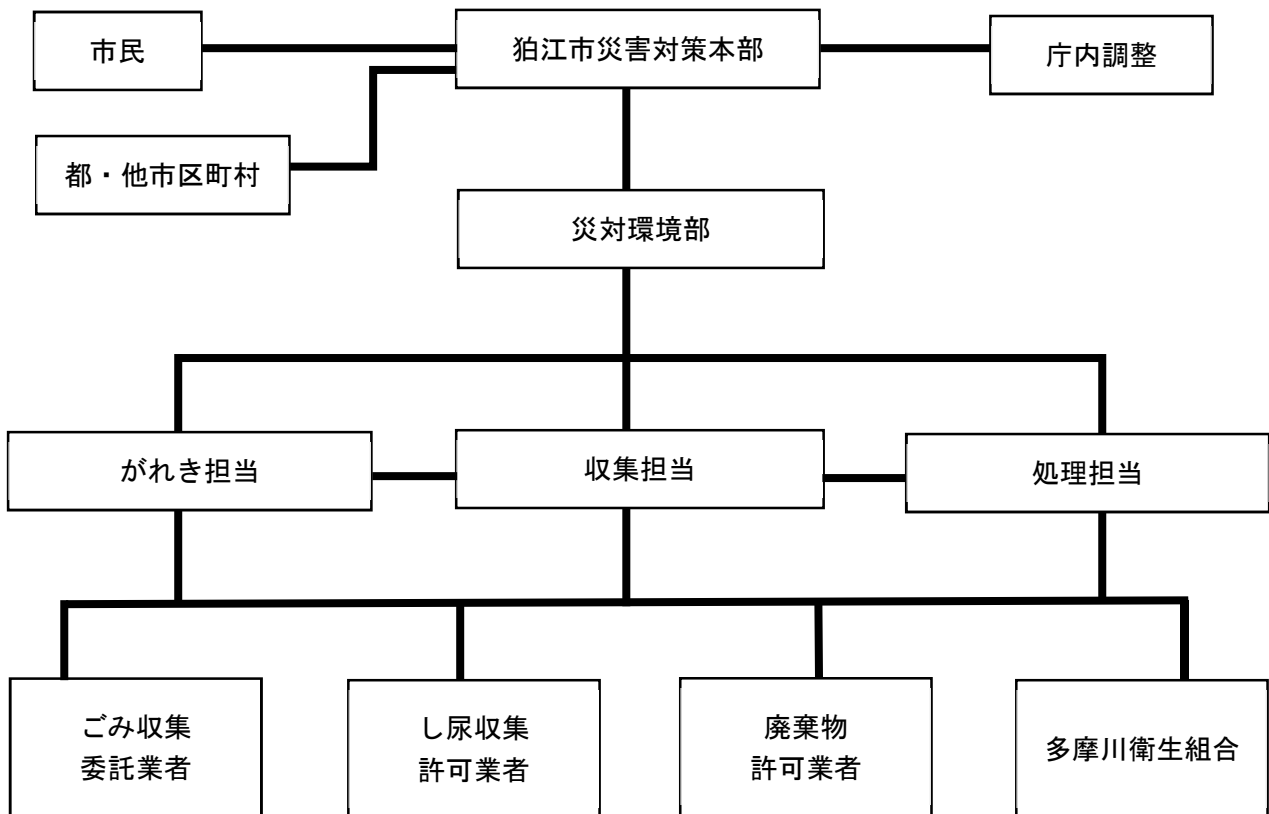 市民
狛江市災害対策本部
庁内調整
都・他市区町村
災対環境部
がれき担当
収集担当
処理担当
ごみ収集
委託業者
し尿収集
許可業者
廃棄物
許可業者
多摩川衛生組合